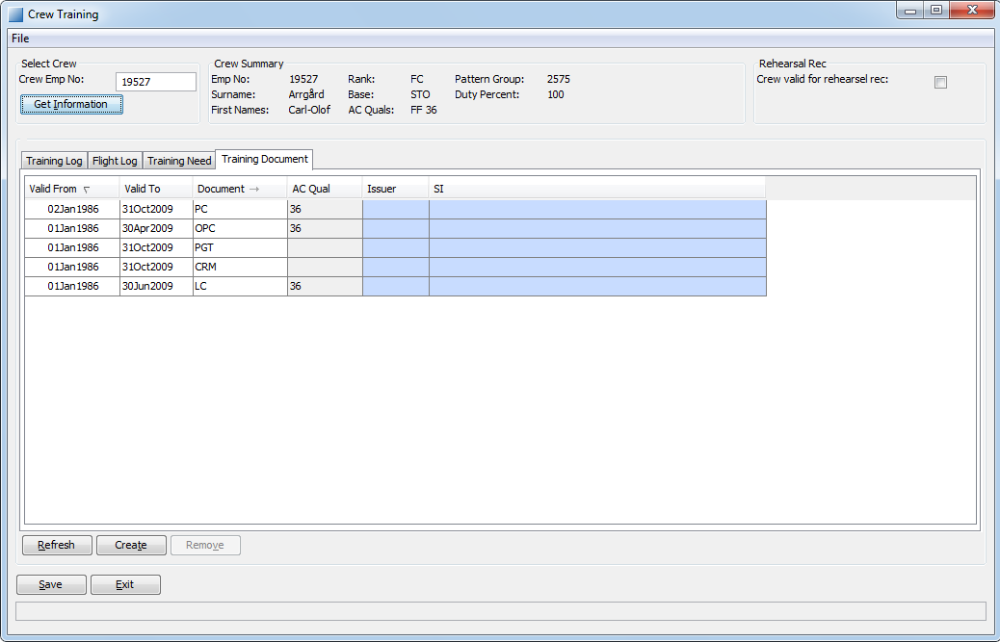 Crew Training
File
Select Crew
Crew Emp No: 19527
Get Information
Crew Summary
Emp No: 19527 Rank: FC Pattern Group: 2575
Surname: Arrgård Base: STO Duty Percent: 100
First Names: Carl-Olof AC Quals: FF 36
Rehearsal Rec
Crew valid for rehearsel rec:
Training Log Flight Log Training Need Training Document
Valid From Valid To Document → AC Qual Issuer SI
02Jan1986 31Oct2009 PC 36
01Jan1986 30Apr2009 OPC 36
01Jan1986 31Oct2009 PGT
01Jan1986 31Oct2009 CRM
01Jan1986 30Jun2009 LC 36
Refresh Create Remove
Save Exit